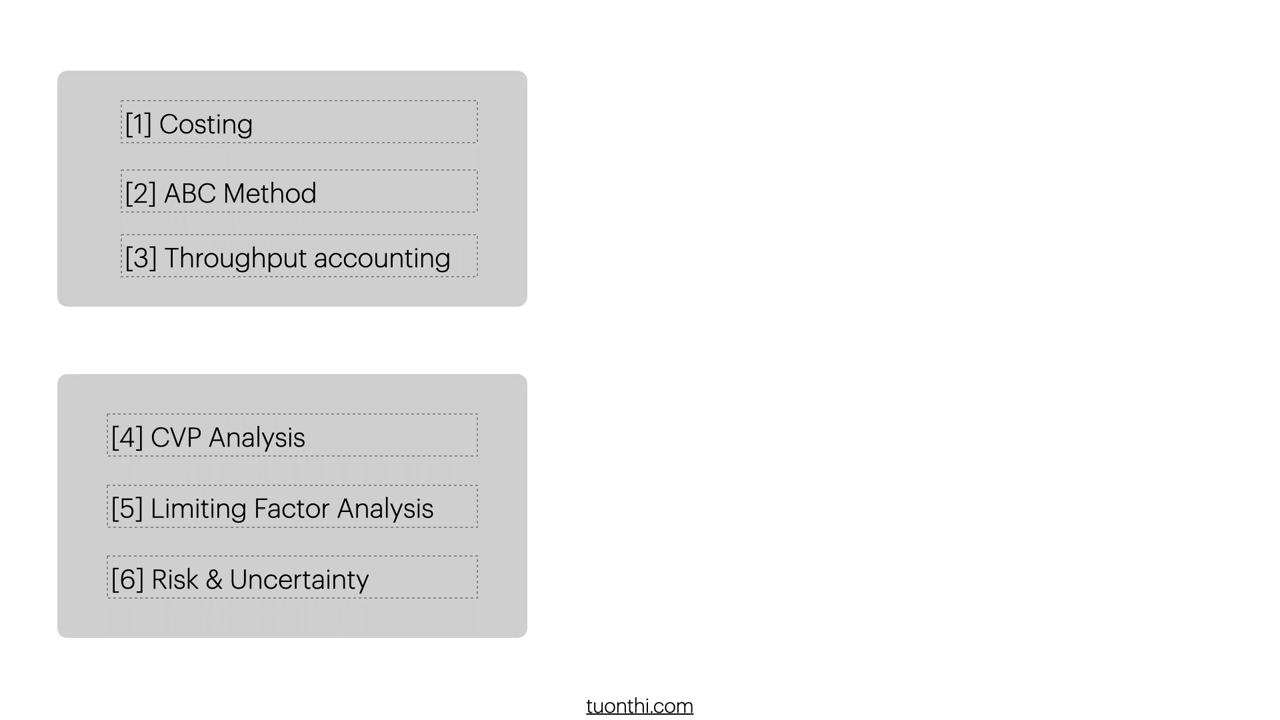 [1] Costing
[2] ABC Method
[3] Throughput accounting
[4] CVP Analysis
[5] Limiting Factor Analysis
[6] Risk & Uncertainty
tuonthi.com